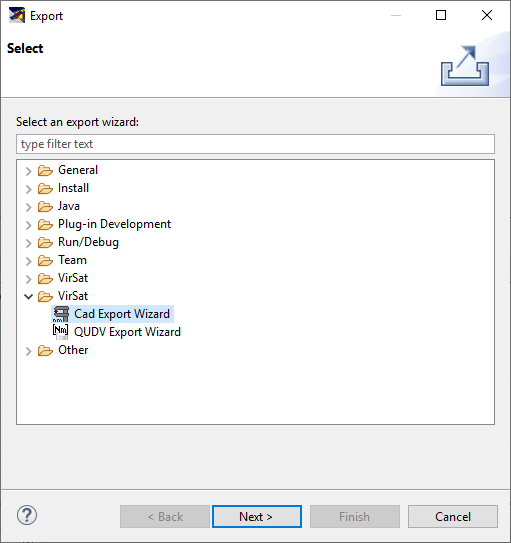 Export
Select
Select an export wizard:
type filter text
General
Install
Java
Plug-in Development
Run/Debug
Team
VirSat
VirSat
Cad Export Wizard
Nm
QUDV Export Wizard
Other
?
< Back
Next >
Finish
Cancel